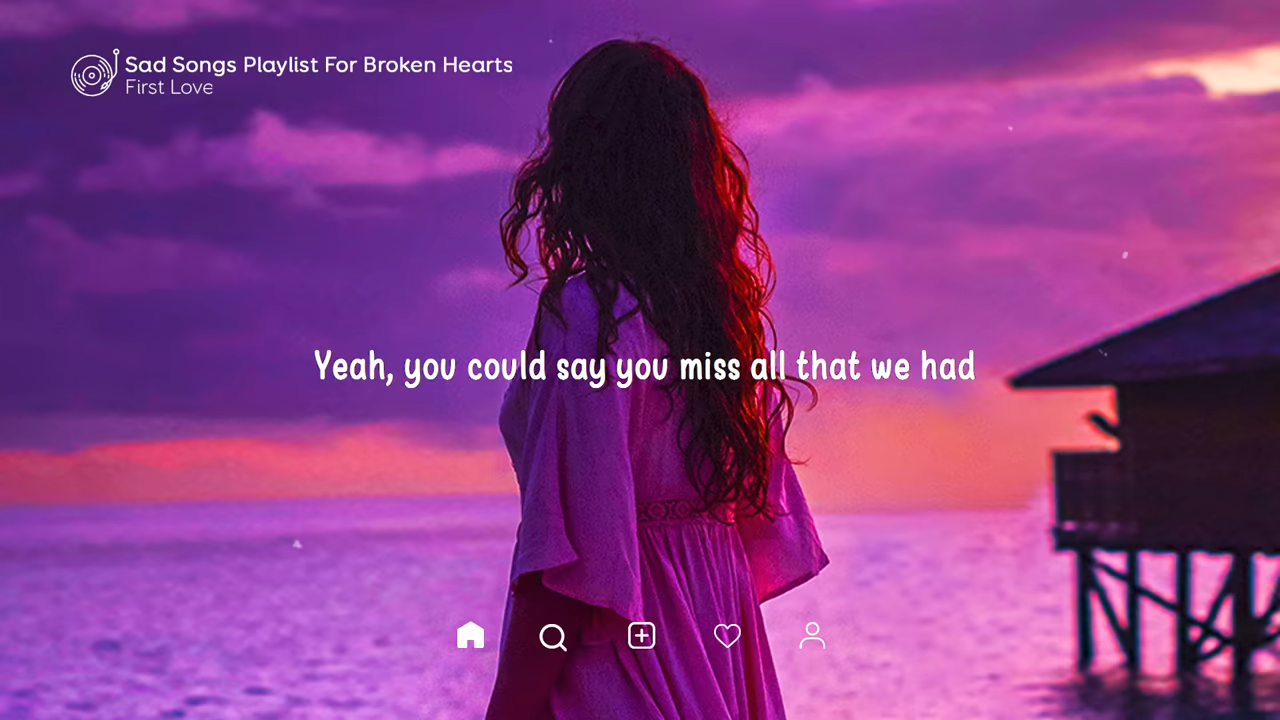 Sad Songs Playlist For Broken Hearts
First Love
Yeah, you could say you miss all that we had